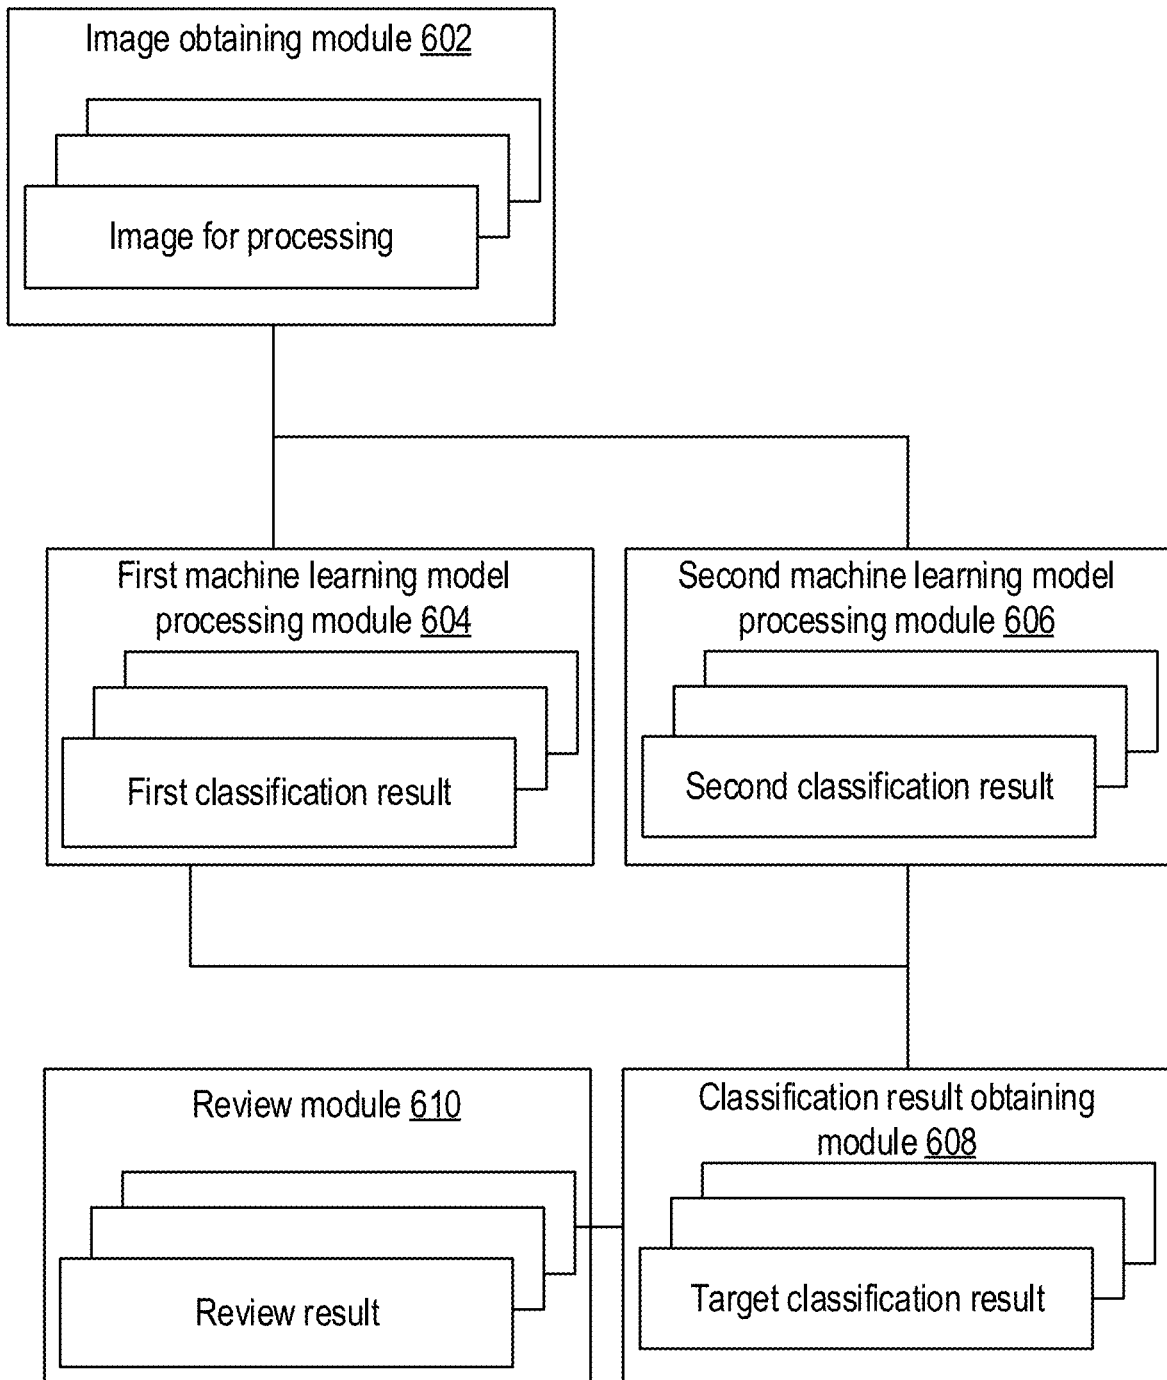 Image obtaining module 602
Image for processing
First machine learning model
processing module 604
First classification result
Second machine learning model
processing module 606
Second classification result
Review module 610
Review result
Classification result obtaining
module 608
Target classification result